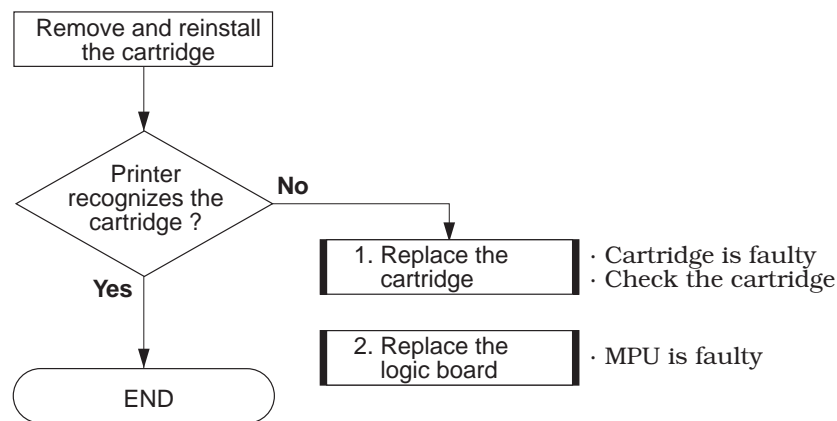 Remove and reinstall
the cartridge
Printer
recognizes the
cartridge ?
No
Yes
1. Replace the
cartridge
· Cartridge is faulty
· Check the cartridge
2. Replace the
logic board
· MPU is faulty
END